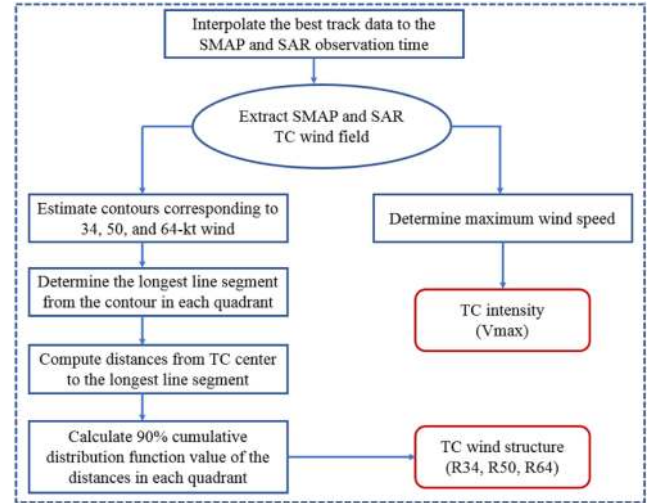 Interpolate the best track data to the
SMAP and SAR observation time
Extract SMAP and SAR
TC wind field
Estimate contours corresponding to
34, 50, and 64-kt wind
Determine maximum wind speed
Determine the longest line segment
from the contour in each quadrant
TC intensity
(Vmax)
Compute distances from TC center
to the longest line segment
Calculate 90% cumulative
distribution function value of the
distances in each quadrant
TC wind structure
(R34, R50, R64)